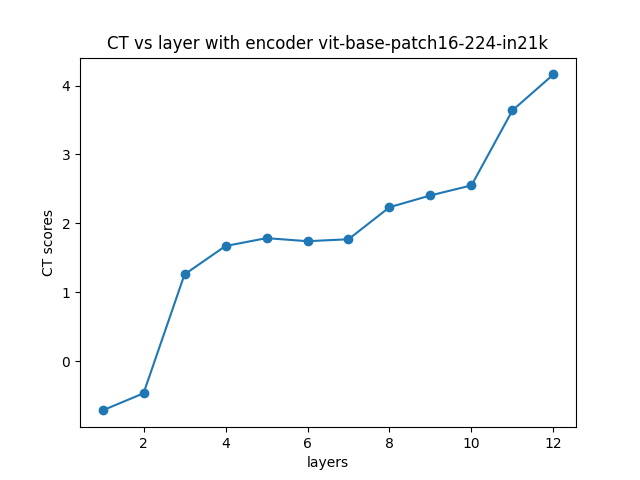 CT vs layer with encoder vit-base-patch16-224-in21k
4
3
2
1
0
CT scores
2 4 6 8 10 12
layers